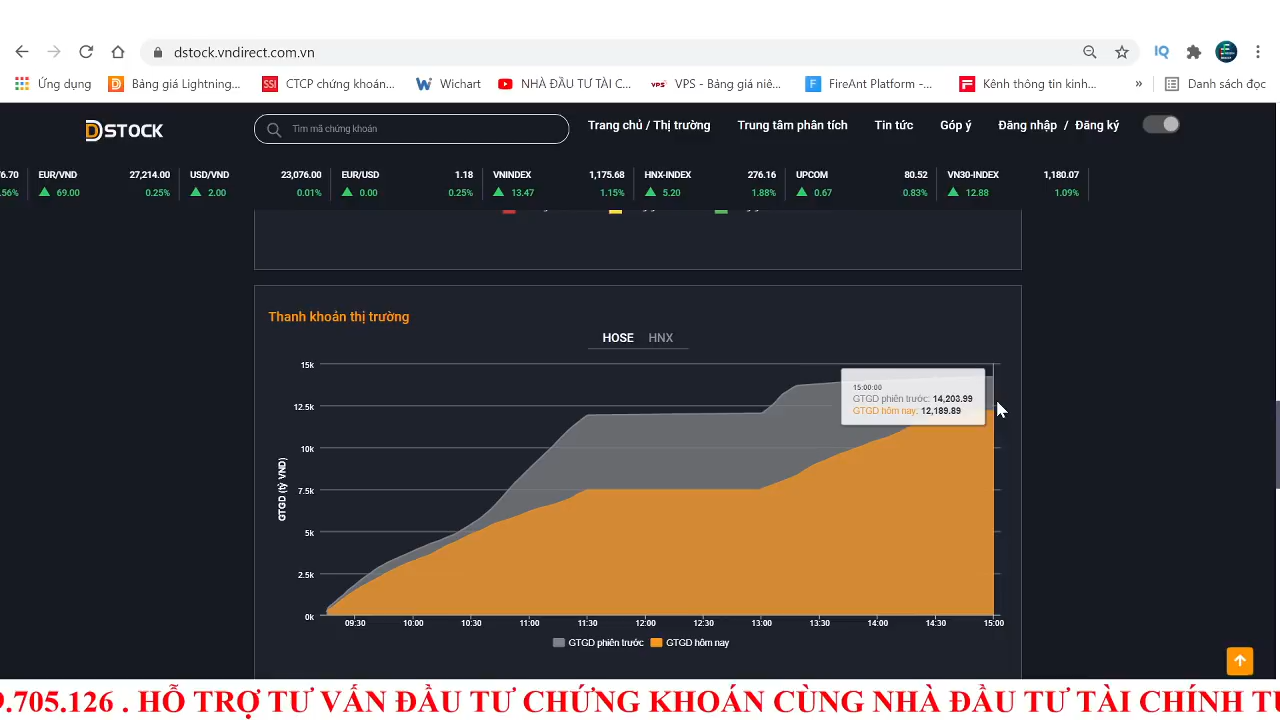 dstock.vndirect.com.vn
IQ
Ứng dụng
D Bảng giá Lightning...
SSI CTCP chứng khoán...
W Wichart
NHÀ ĐẦU TƯ TÀI C...
VPS VPS - Bảng giá niê...
F FireAnt Platform -...
F Kênh thông tin kinh...
»
Danh sách đọc
DSTOCK
Tìm mã chứng khoán
Trang chủ / Thị trường
Trung tâm phân tích
Tin tức
Góp ý
Đăng nhập / Đăng ký
76.70 EUR/VND 27,214.00 USD/VND 23,076.00 EUR/USD 1.18 VNINDEX 1,175.68 HNX-INDEX 276.16 UPCOM 80.52 VN30-INDEX 1,180.07
.56% 69.00 0.25% 2.00 0.01% 0.00 0.25% 13.47 1.15% 5.20 1.88% 0.67 0.83% 12.88 1.09%
Thanh khoản thị trường
HOSE HNX
15k
12.5k
10k
7.5k
5k
2.5k
0k
GTGD (tỷ VND)
15:00:00
GTGD phiên trước: 14,203.99
GTGD hôm nay: 12,189.89
09:30 10:00 10:30 11:00 11:30 12:00 12:30 13:00 13:30 14:00 14:30 15:00
GTGD phiên trước GTGD hôm nay
9.705.126 . HỖ TRỢ TƯ VẤN ĐẦU TƯ CHỨNG KHOÁN CÙNG NHÀ ĐẦU TƯ TÀI CHÍNH TƯ